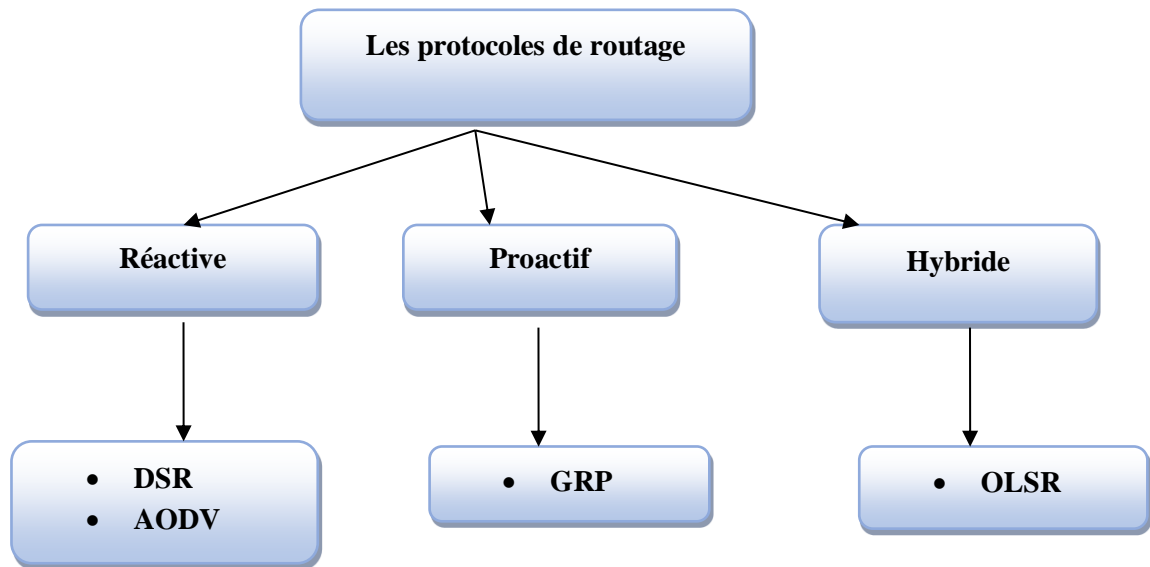 Les protocoles de routage
Réactive
Proactif
Hybride
• DSR
• AODV
• GRP
• OLSR